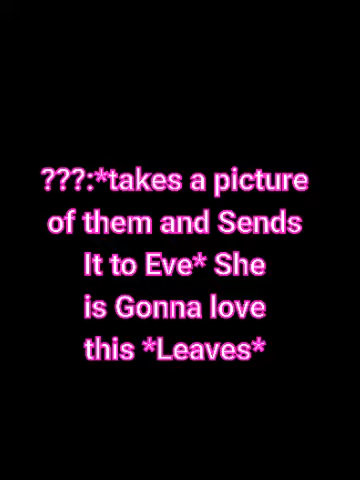 ???:*takes a picture
of them and Sends
It to Eve* She
is Gonna love
this *Leaves*